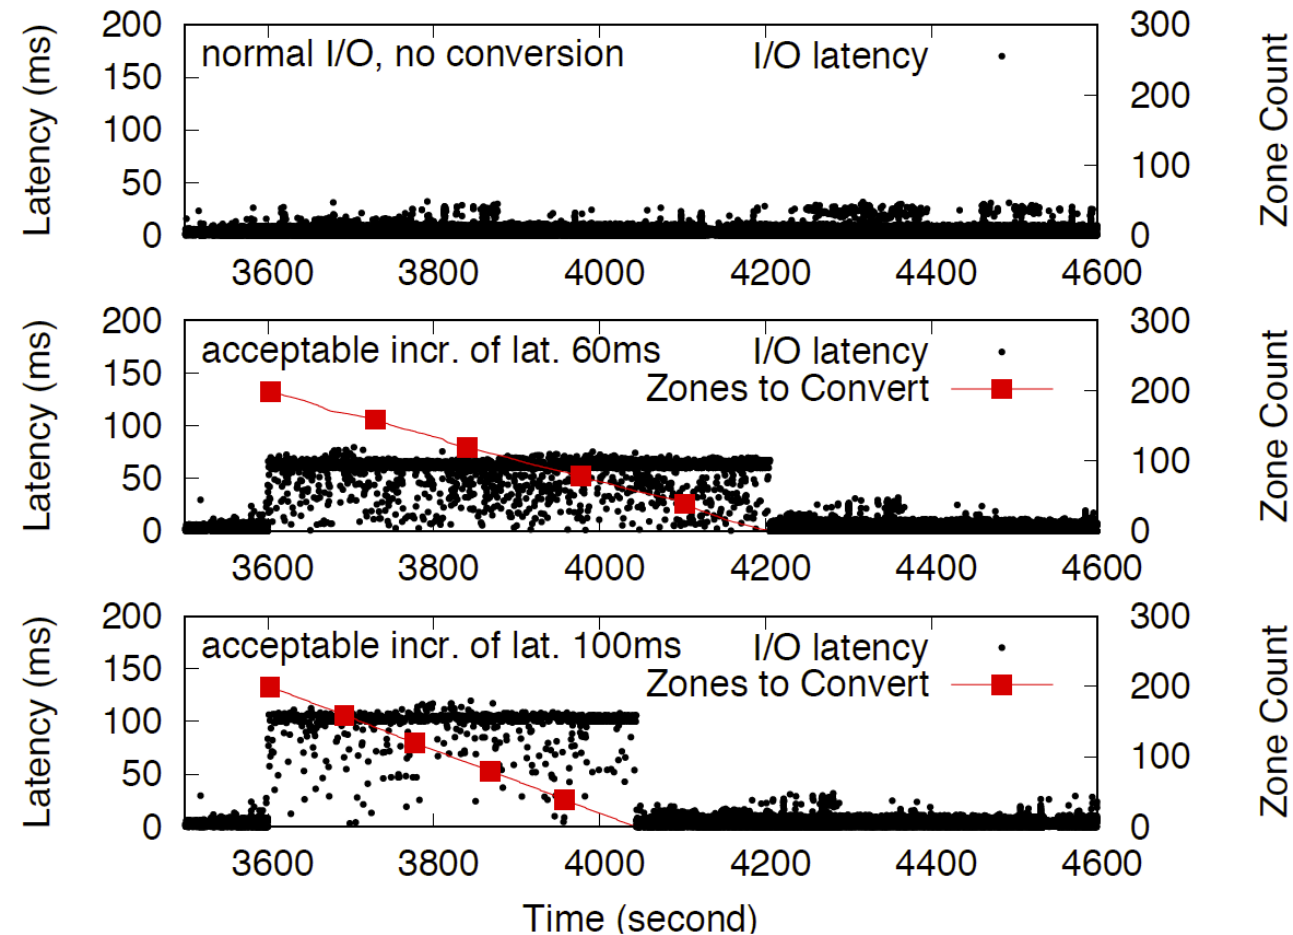 200 normal I/O, no conversion I/O latency 300
150
200
100
100
50
0 0
Latency (ms)
Zone Count
3600 3800 4000 4200 4400 4600
200 acceptable incr. of lat. 60ms I/O latency 300
150 Zones to Convert 200
100
100
50
0 0
Latency (ms)
Zone Count
3600 3800 4000 4200 4400 4600
200 acceptable incr. of lat. 100ms I/O latency 300
150 Zones to Convert 200
100
100
50
0 0
Latency (ms)
Zone Count
3600 3800 4000 4200 4400 4600
Time (second)